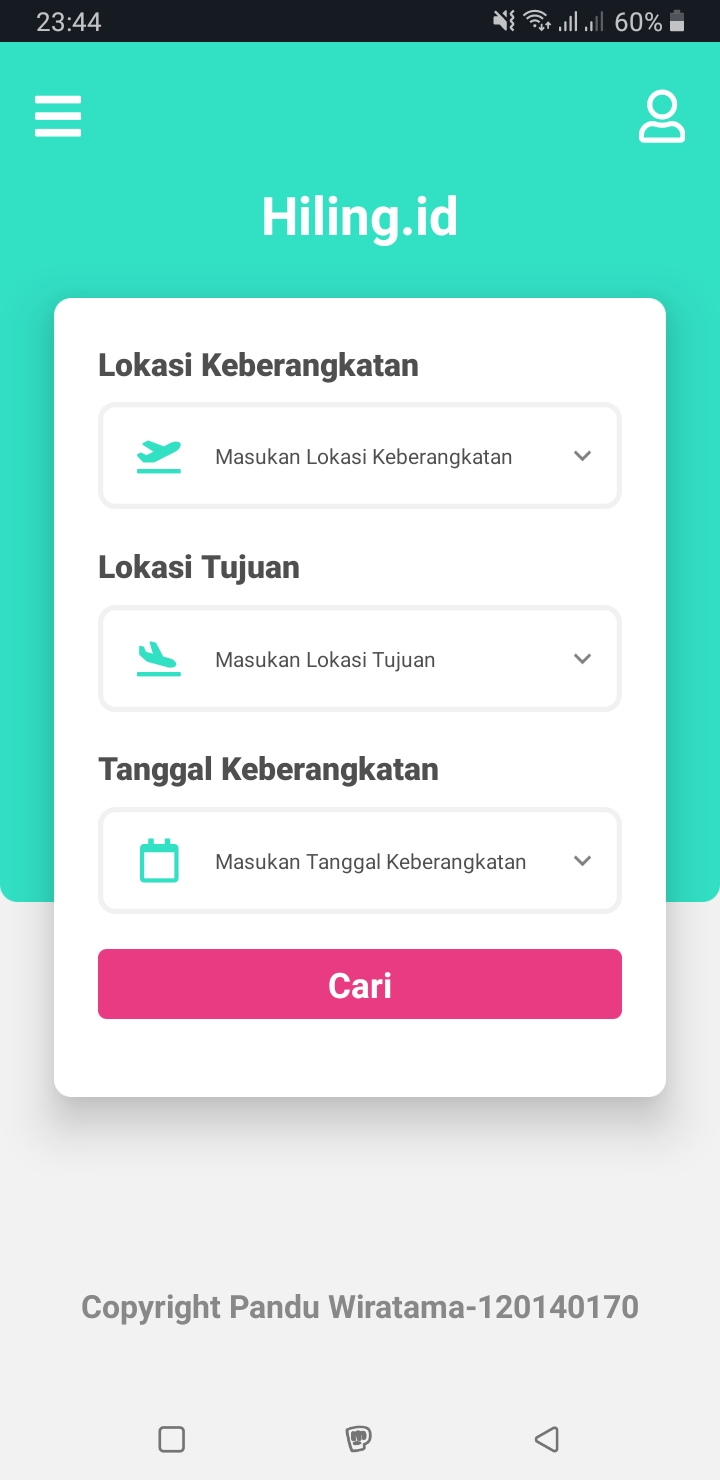 23:44
60%
Hiling.id
Lokasi Keberangkatan
Masukan Lokasi Keberangkatan
Lokasi Tujuan
Masukan Lokasi Tujuan
Tanggal Keberangkatan
Masukan Tanggal Keberangkatan
Cari
Copyright Pandu Wiratama-120140170